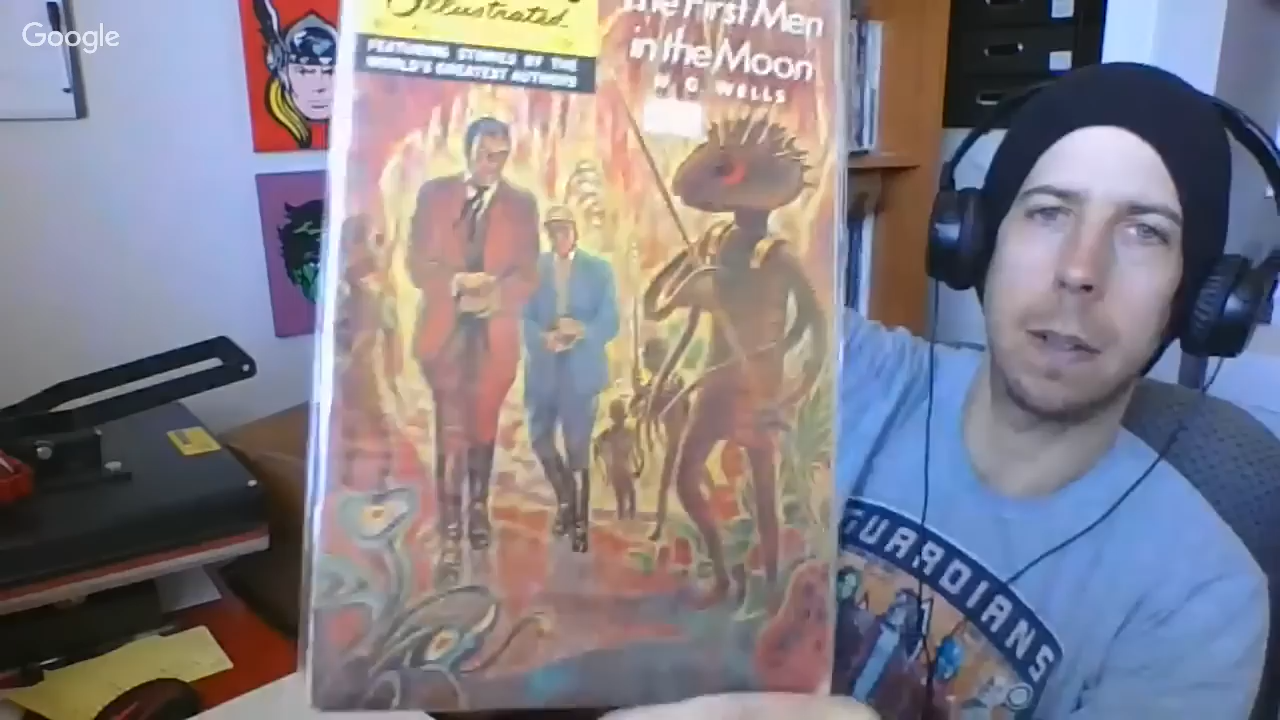 Google
Illustrated
FEATURING STORIES BY THE
WORLD'S GREATEST AUTHORS
The First Men
in the Moon
H. G. WELLS
GUARDIANS